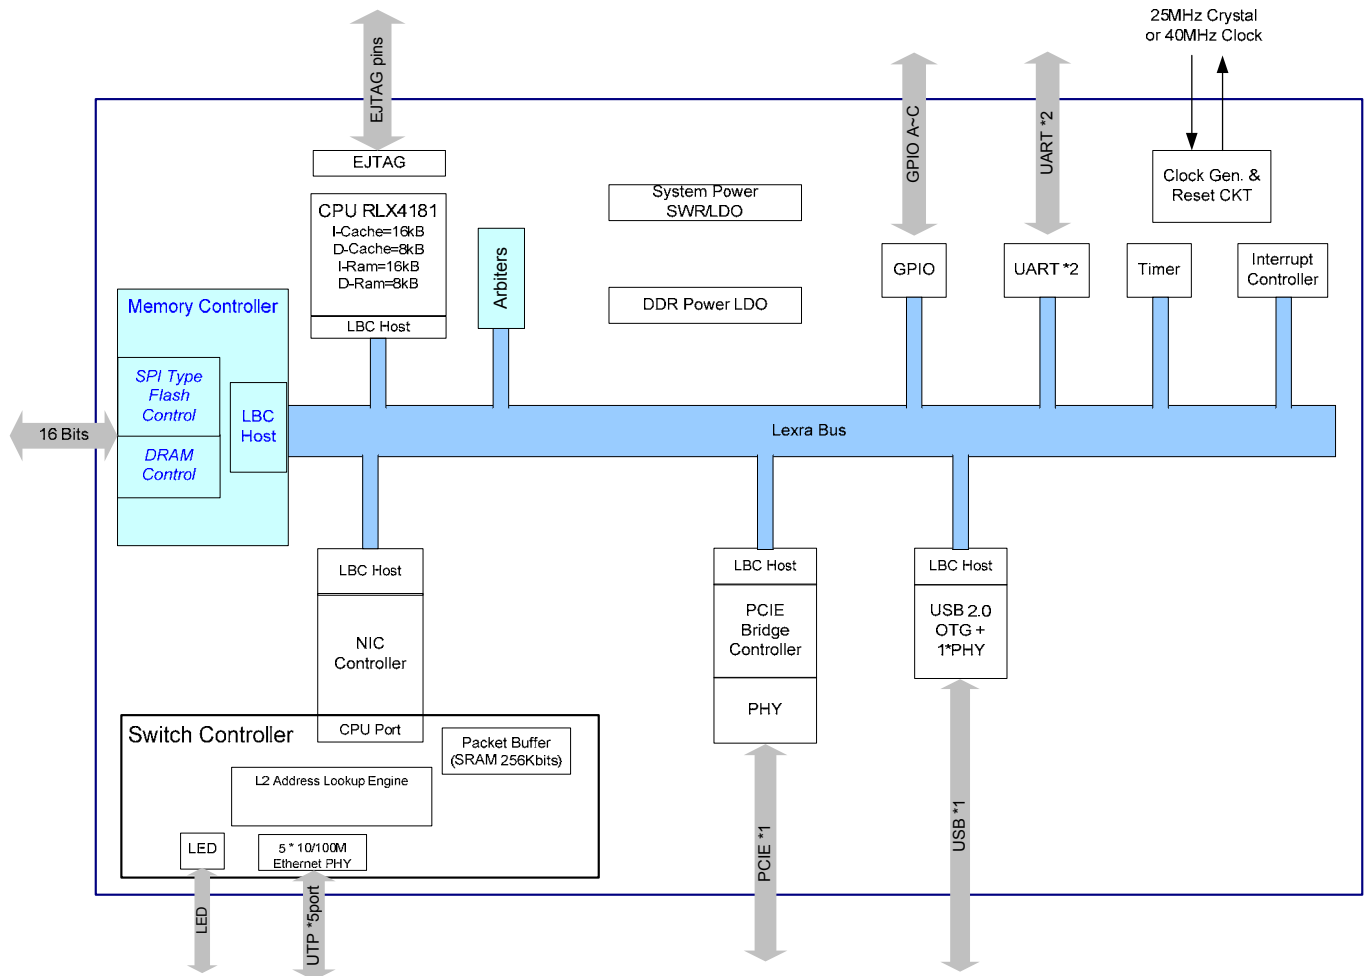 25MHz Crystal
or 40MHz Clock
EJTAG pins
GPIO A~C
UART *2
EJTAG
Clock Gen. &
Reset CKT
System Power
SWR/LDO
CPU RLX4181
I-Cache=16kB
D-Cache=8kB
I-Ram=16kB
D-Ram=8kB
LBC Host
Arbiters
GPIO
UART *2
Timer
Interrupt
Controller
DDR Power LDO
Memory Controller
SPI Type
Flash
Control
LBC
Host
16 Bits
DRAM
Control
Lexra Bus
LBC Host
NIC
Controller
CPU Port
LBC Host
PCIE
Bridge
Controller
PHY
LBC Host
USB 2.0
OTG +
1*PHY
Switch Controller
Packet Buffer
(SRAM 256Kbits)
L2 Address Lookup Engine
LED
5 * 10/100M
Ethernet PHY
PCIE *1
USB *1
LED
UTP *5port